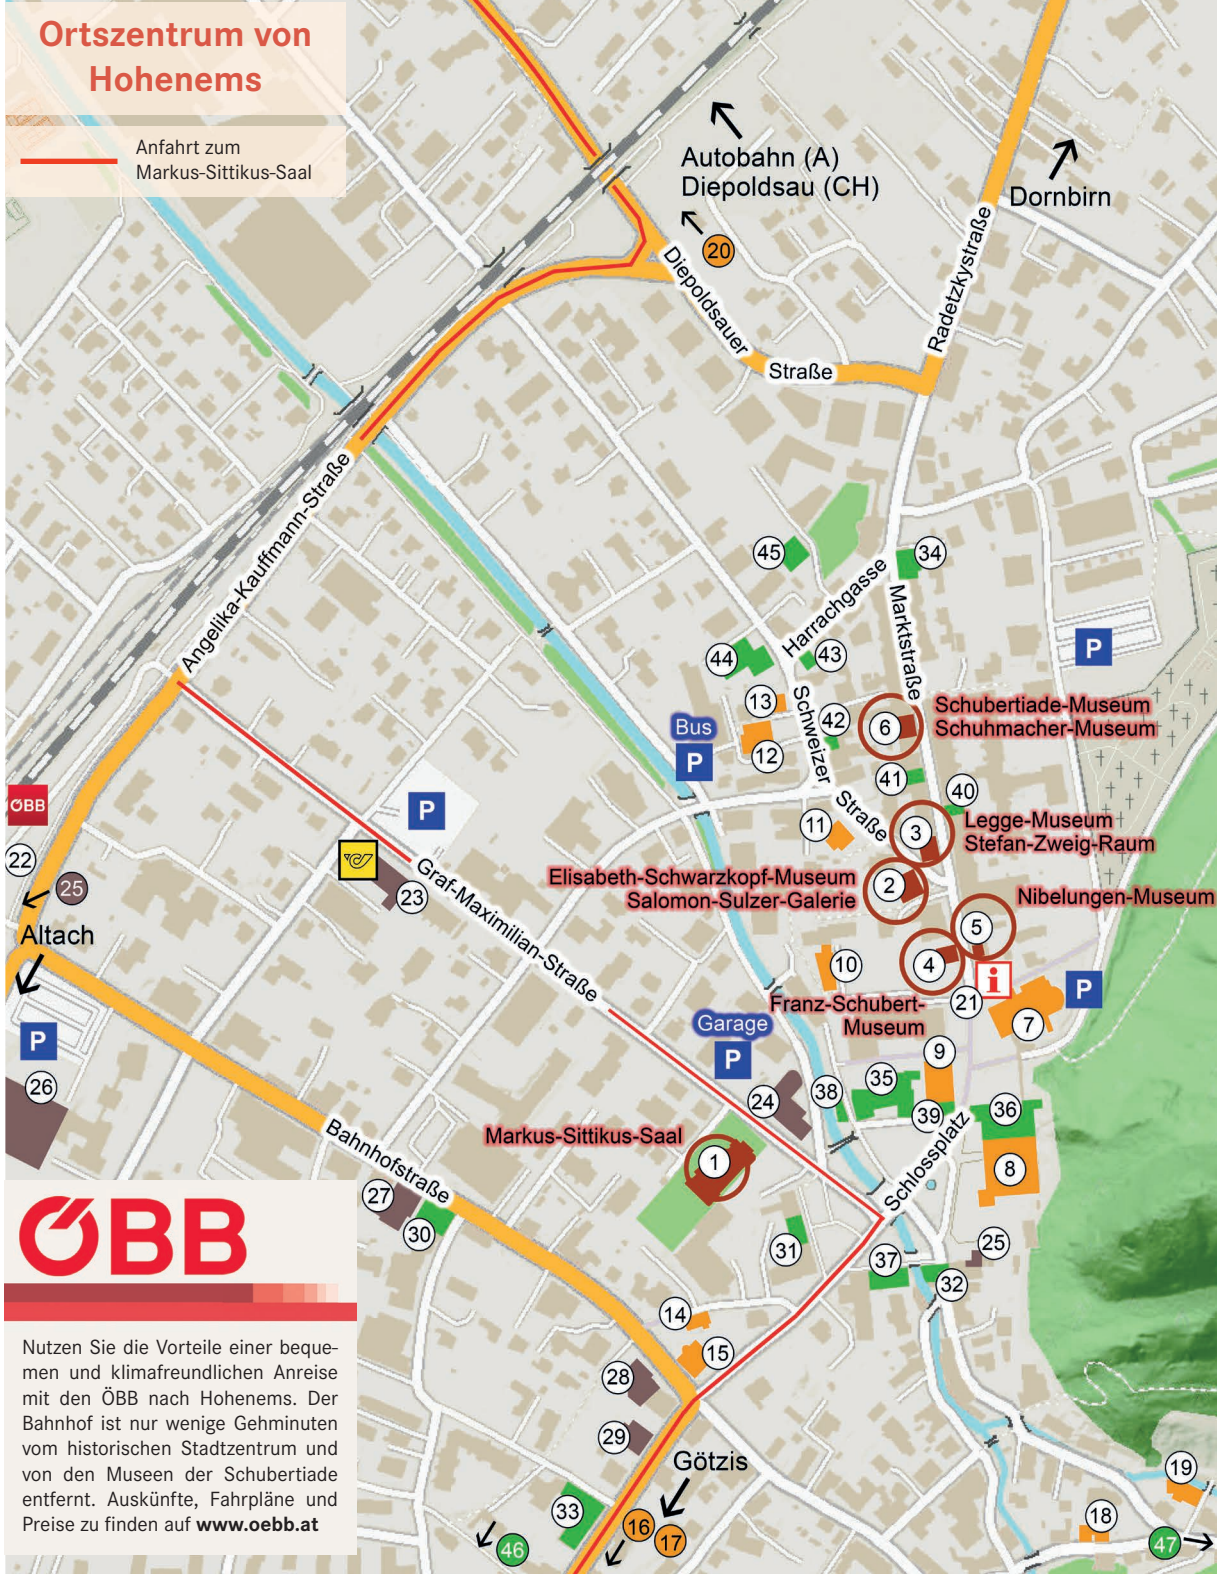 Ortszentrum von
Hohenems
Anfahrt zum
Markus-Sittikus-Saal
Autobahn (A)
Diepoldsau (CH)
20
Dornbirn
Diepoldsauer
Straße
Radetzkystraße
Angelika-Kauffmann-Straße
45
34
Harrachgasse
Marktstraße
44
43
P
13
Schweizer
Straße
42
6
Schubertiade-Museum
Schuhmacher-Museum
Bus
P
12
41
40
ÖBB
P
11
3
Legge-Museum
Stefan-Zweig-Raum
22
25
23
Graf-Maximilian-Straße
Elisabeth-Schwarzkopf-Museum
Salomon-Sulzer-Galerie
2
Nibelungen-Museum
5
Altach
10
4
i
21
P
Franz-Schubert-
Museum
7
P
Garage
P
9
26
24
38
35
39
36
Schlossplatz
Bahnhofstraße
Markus-Sittikus-Saal
1
8
27
30
31
37
25
32
14
15
28
29
Götzis
33
16
17
46
19
18
47
ÖBB
Nutzen Sie die Vorteile einer beque-
men und klimafreundlichen Anreise
mit den ÖBB nach Hohenems. Der
Bahnhof ist nur wenige Gehminuten
vom historischen Stadtzentrum und
von den Museen der Schubertiade
entfernt. Auskünfte, Fahrpläne und
Preise zu finden auf www.oebb.at